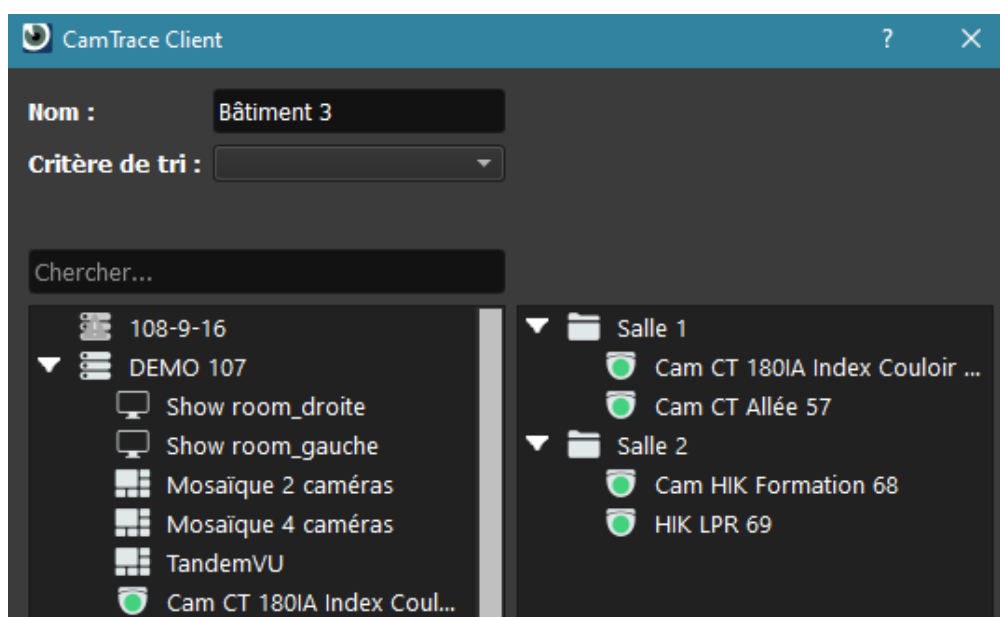 CamTrace Client
Nom :
Bâtiment 3
Critère de tri :
Chercher...
108-9-16
DEMO 107
Show room_droite
Show room_gauche
Mosaïque 2 caméras
Mosaïque 4 caméras
TandemVU
Cam CT 180IA Index Coul...
Salle 1
Cam CT 180IA Index Couloir ...
Cam CT Allée 57
Salle 2
Cam HIK Formation 68
HIK LPR 69